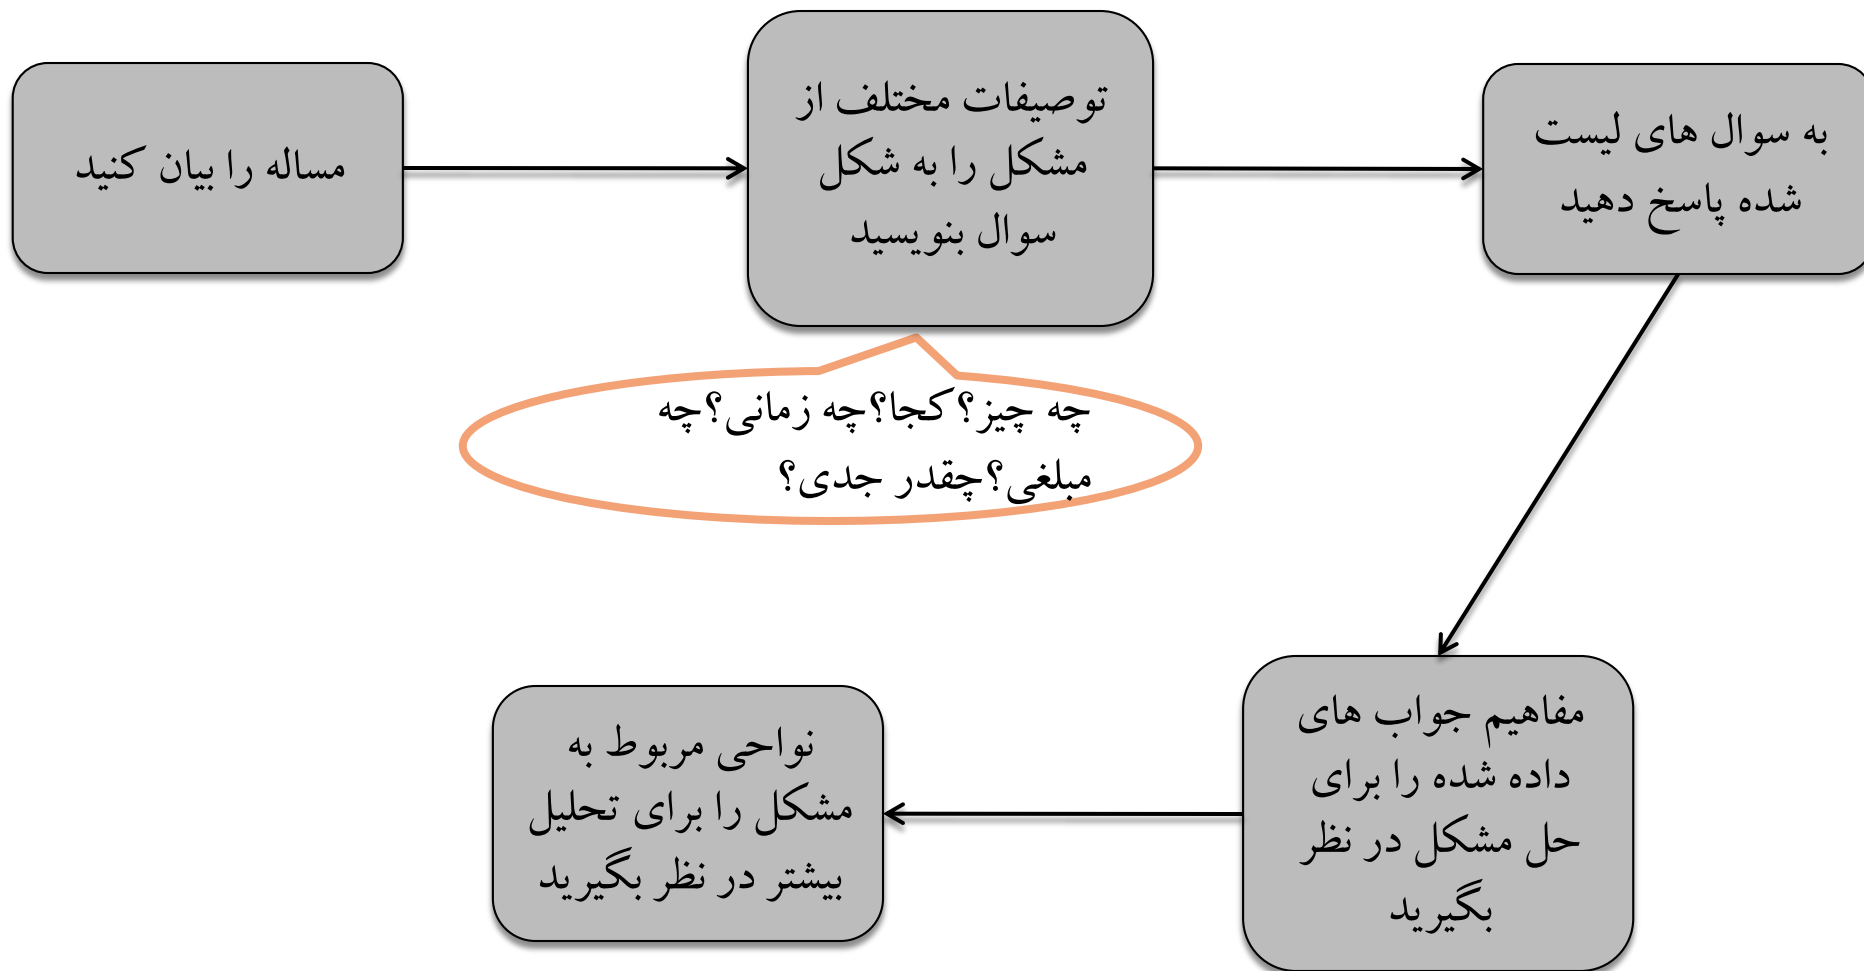 مساله را بیان کنید
توصیفات مختلف از
مشکل را به شکل
سوال بنویسید
به سوال های لیست
شده پاسخ دهید
چه چیز؟کجا؟چه زمانی؟چه
مبلغی؟چقدر جدی؟
مفاهیم جواب های
داده شده را برای
حل مشکل در نظر
بگیرید
نواحی مربوط به
مشکل را برای تحلیل
بیشتر در نظر بگیرید